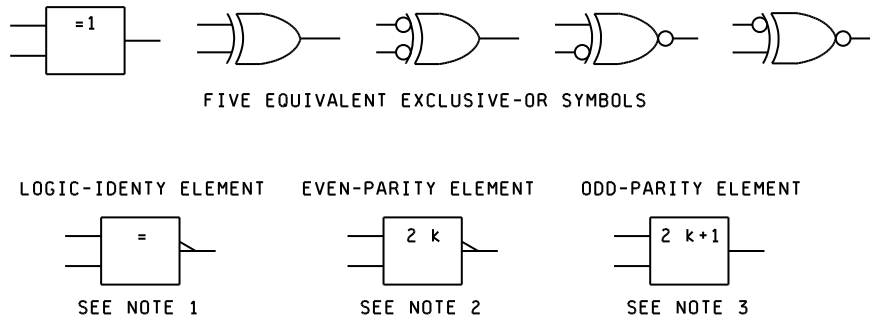 =1
FIVE EQUIVALENT EXCLUSIVE-OR SYMBOLS
LOGIC-IDENTY ELEMENT EVEN-PARITY ELEMENT ODD-PARITY ELEMENT
= 2 k 2 k+1
SEE NOTE 1 SEE NOTE 2 SEE NOTE 3